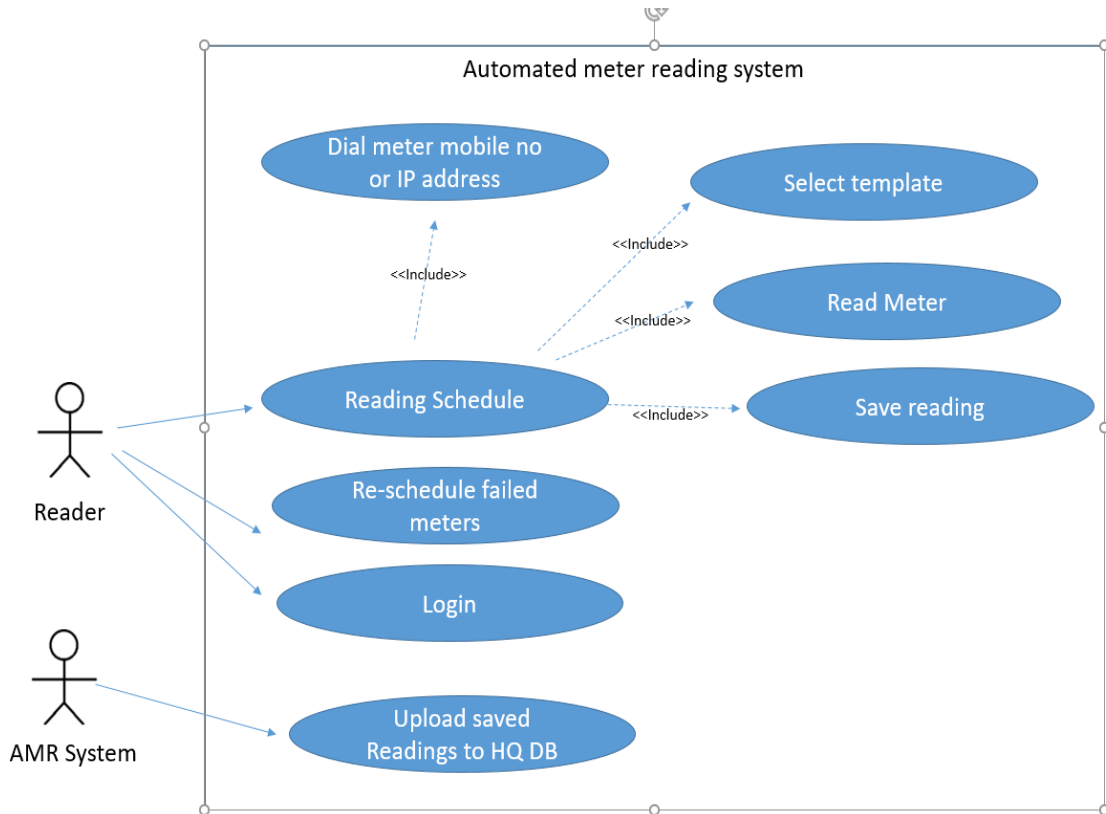 Automated meter reading system
Dial meter mobile no
or IP address
Select template
<<Include>>
<<Include>>
Read Meter
<<Include>>
Reading Schedule
<<Include>>
Save reading
Reader
Re-schedule failed
meters
Login
AMR System
Upload saved
Readings to HQ DB